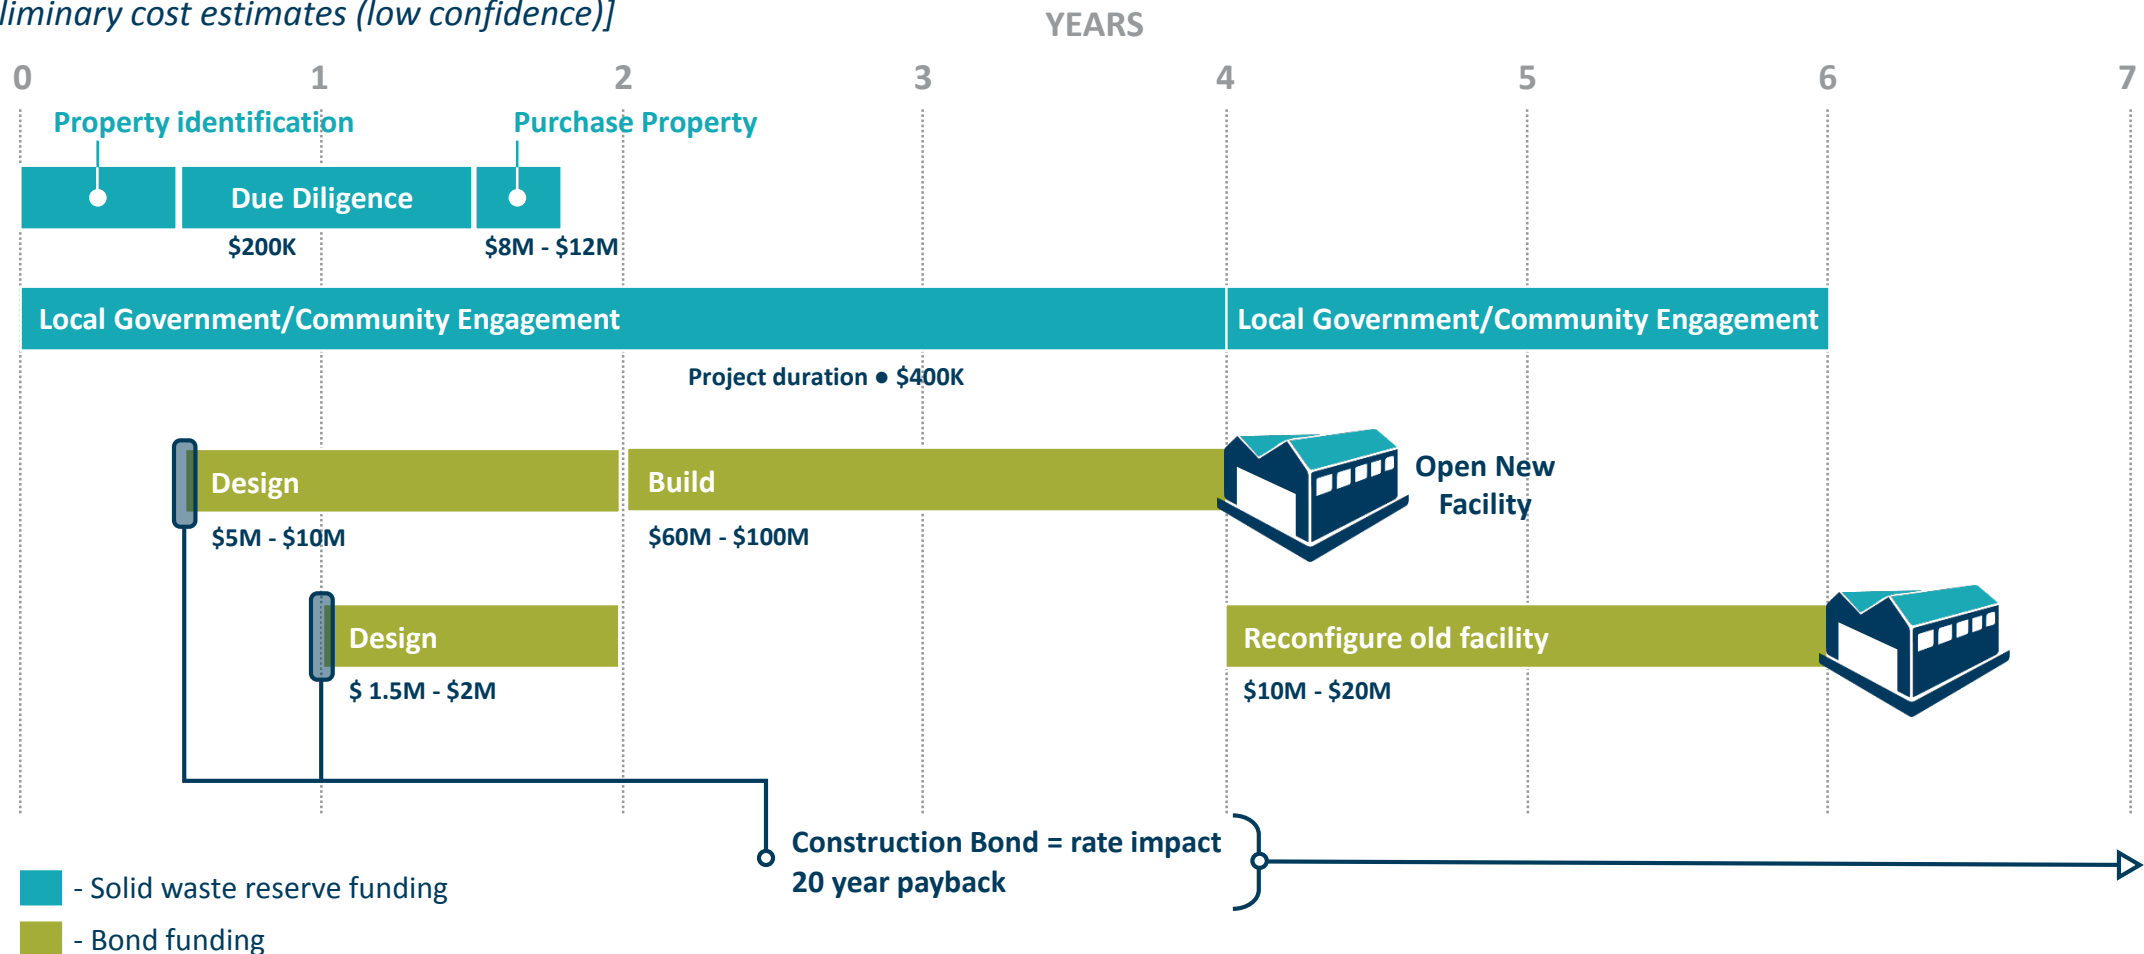 liminary cost estimates (low confidence)]
YEARS
0 1 2 3 4 5 6 7
Property identification
Purchase Property
Due Diligence
$200K
$8M - $12M
Local Government/Community Engagement
Local Government/Community Engagement
Project duration ● $400K
Design
Build
Open New
Facility
$5M - $10M
$60M - $100M
Design
Reconfigure old facility
$ 1.5M - $2M
$10M - $20M
Construction Bond = rate impact
20 year payback
- Solid waste reserve funding
- Bond funding